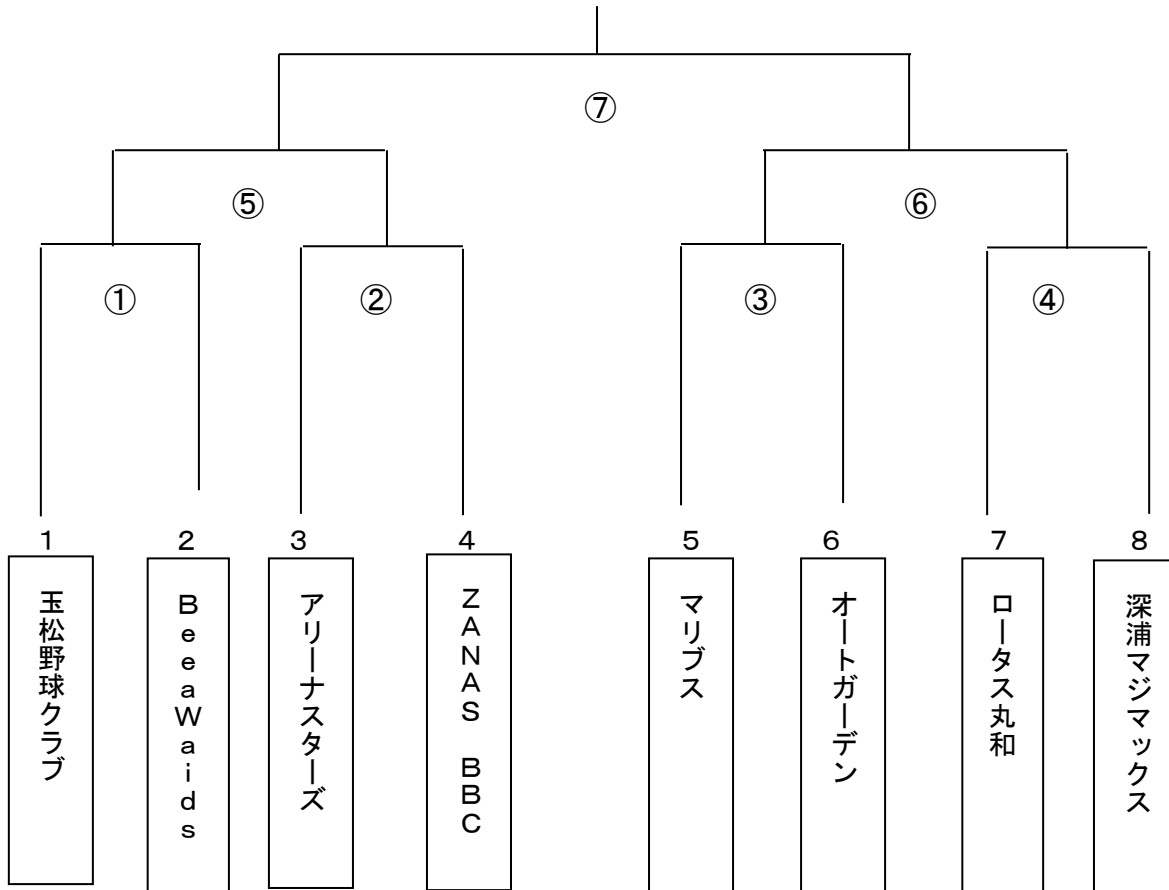 ⑦
⑤
⑥
①
②
③
④
1
2
3
4
5
6
7
8
玉松野球クラブ
BeeaWaids
アリーナスターズ
ZANAS BBC
マリブス
オートガーデン
ロータス丸和
深浦マジマックス